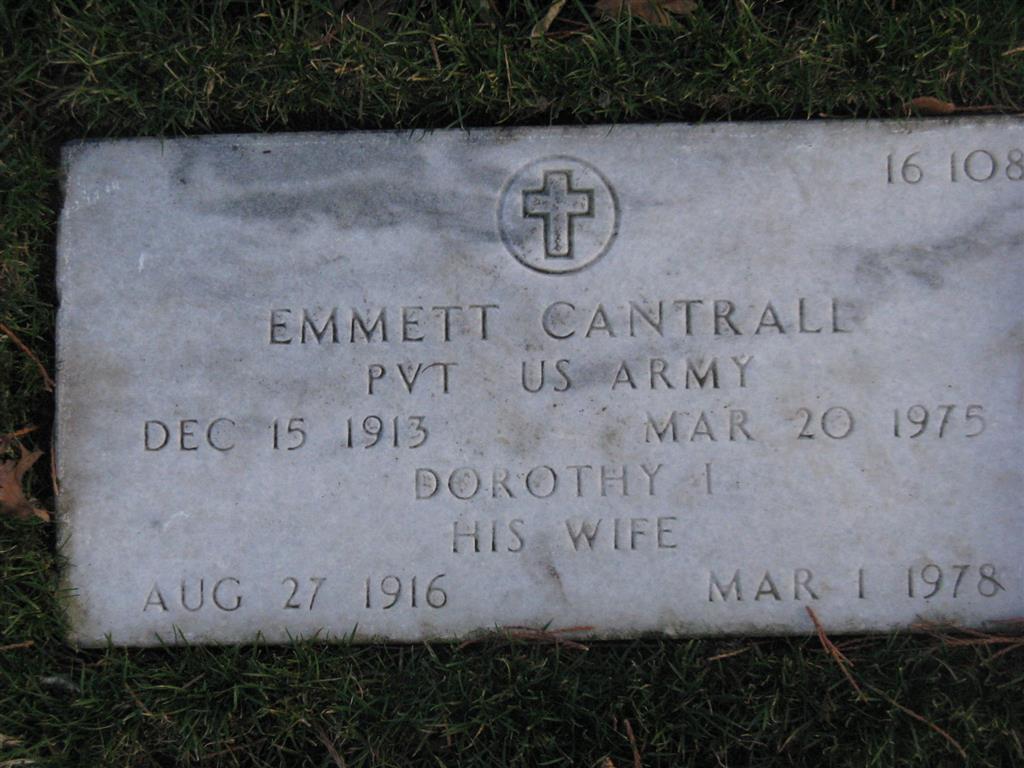 16 108
EMMETT CANTRALL
PVT US ARMY
DEC 15 1913 MAR 20 1975
DOROTHY I
HIS WIFE
AUG 27 1916 MAR 1 1978